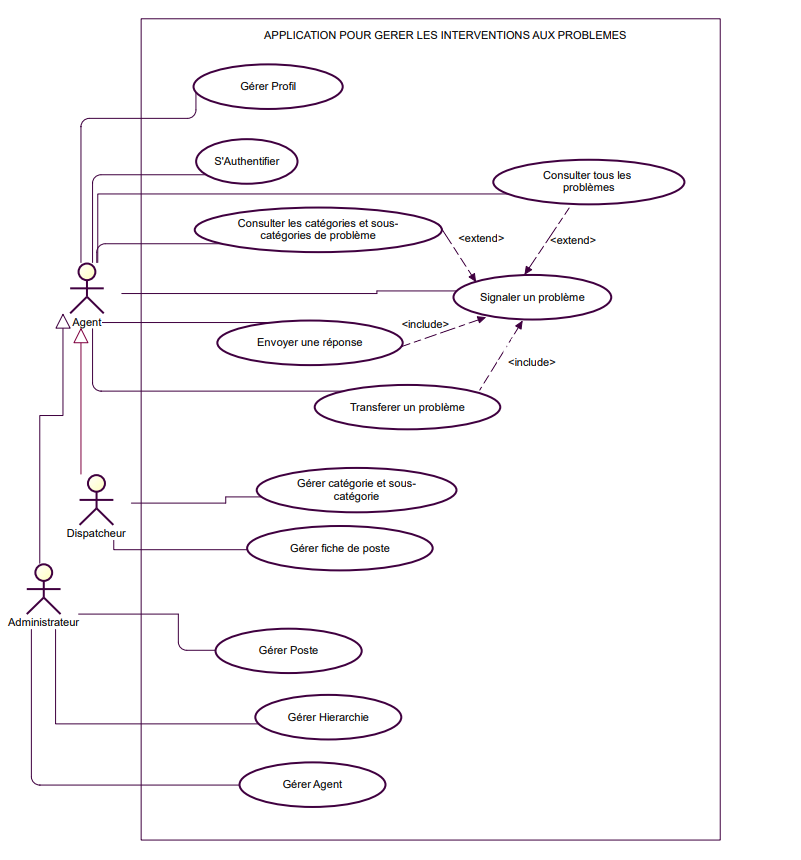 APPLICATION POUR GERER LES INTERVENTIONS AUX PROBLEMES
Gérer Profil
S'Authentifier
Consulter tous les
problèmes
Consulter les catégories et sous-
catégories de problème
<extend>
<extend>
Signaler un problème
Agent
<include>
Envoyer une réponse
<include>
Transferer un problème
Gérer catégorie et sous-
catégorie
Dispatcheur
Gérer fiche de poste
Administrateur
Gérer Poste
Gérer Hierarchie
Gérer Agent